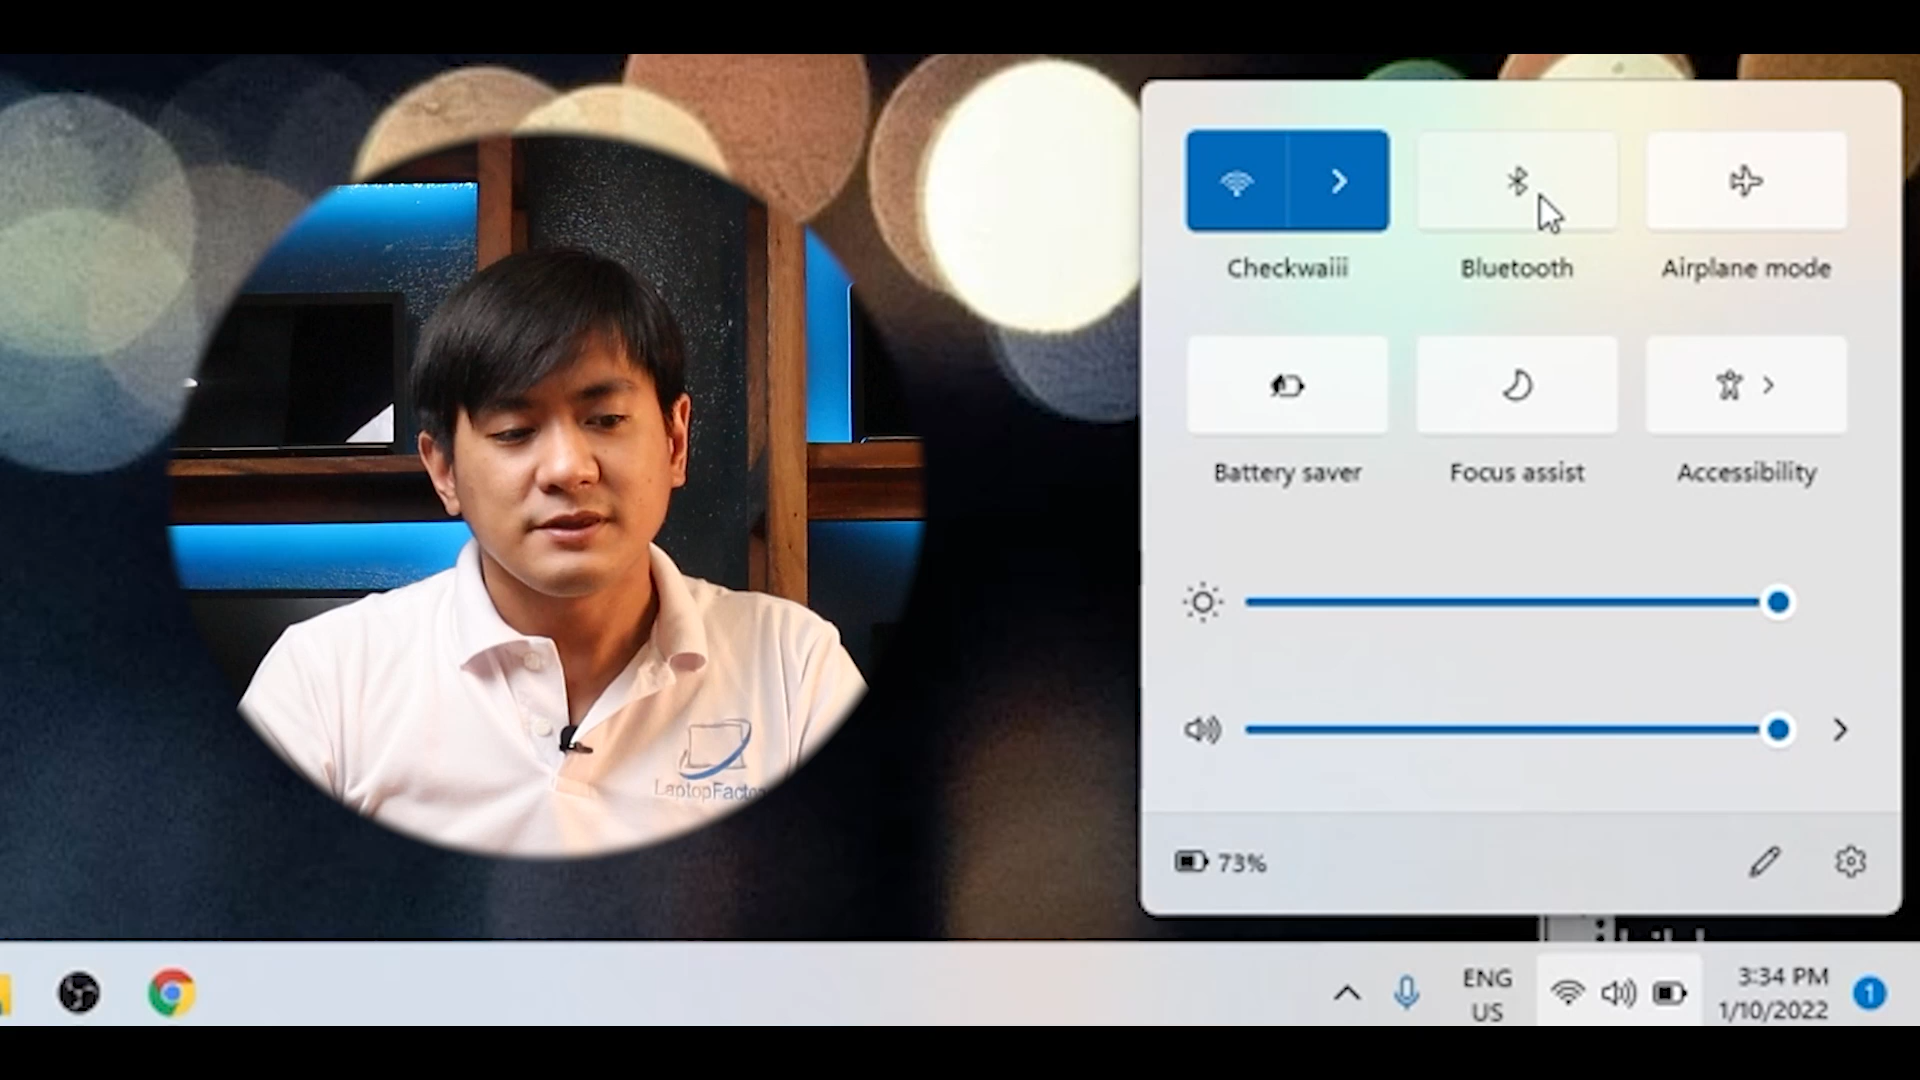 Checkwaiii
Bluetooth
Airplane mode
Battery saver
Focus assist
Accessibility
LaptopFacto
73%
ENG
US
3:34 PM
1/10/2022
1